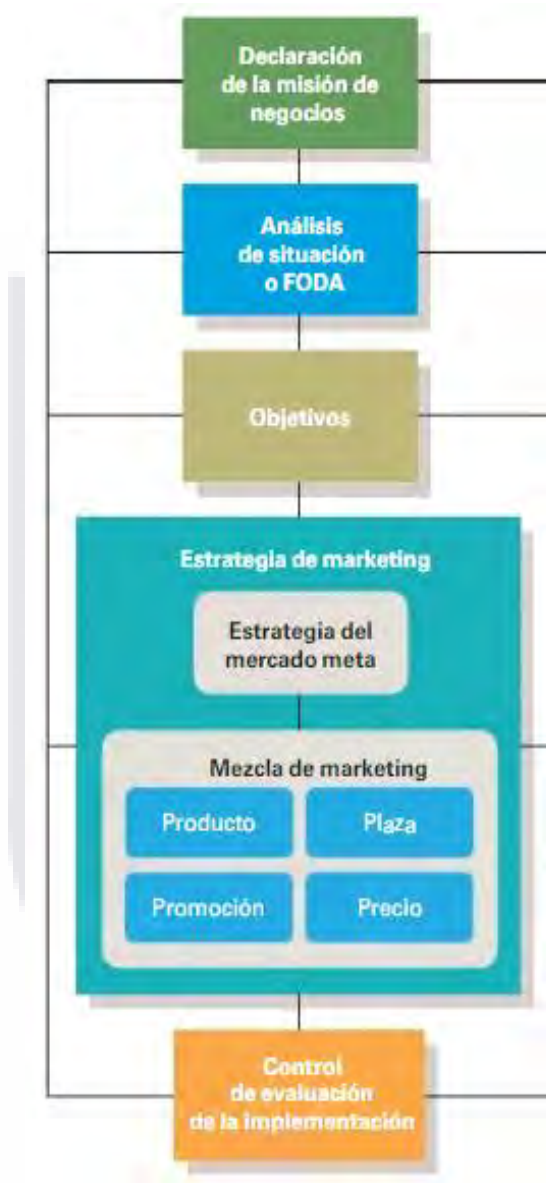 Declaración
de la misión de
negocios
Análisis
de situación
o FODA
Objetivos
Estrategia de marketing
Estrategia del
mercado meta
Mezcla de marketing
Producto
Plaza
Promoción
Precio
Control
de evaluación
de la implementación